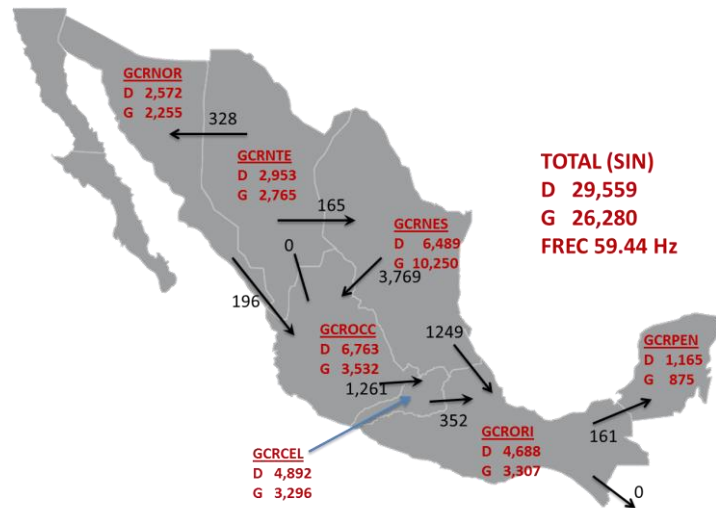 GCRNOR
D 2,572
G 2,255
328
GCRNTE
D 2,953
G 2,765
165
0
GCRNES
D 6,489
G 10,250
3,769
TOTAL (SIN)
D 29,559
G 26,280
FREC 59.44 Hz
196
GCROCC
D 6,763
G 3,532
1,261
1249
352
GCRPEN
D 1,165
G 875
161
GCRCEL
D 4,892
G 3,296
GCRORI
D 4,688
G 3,307
0